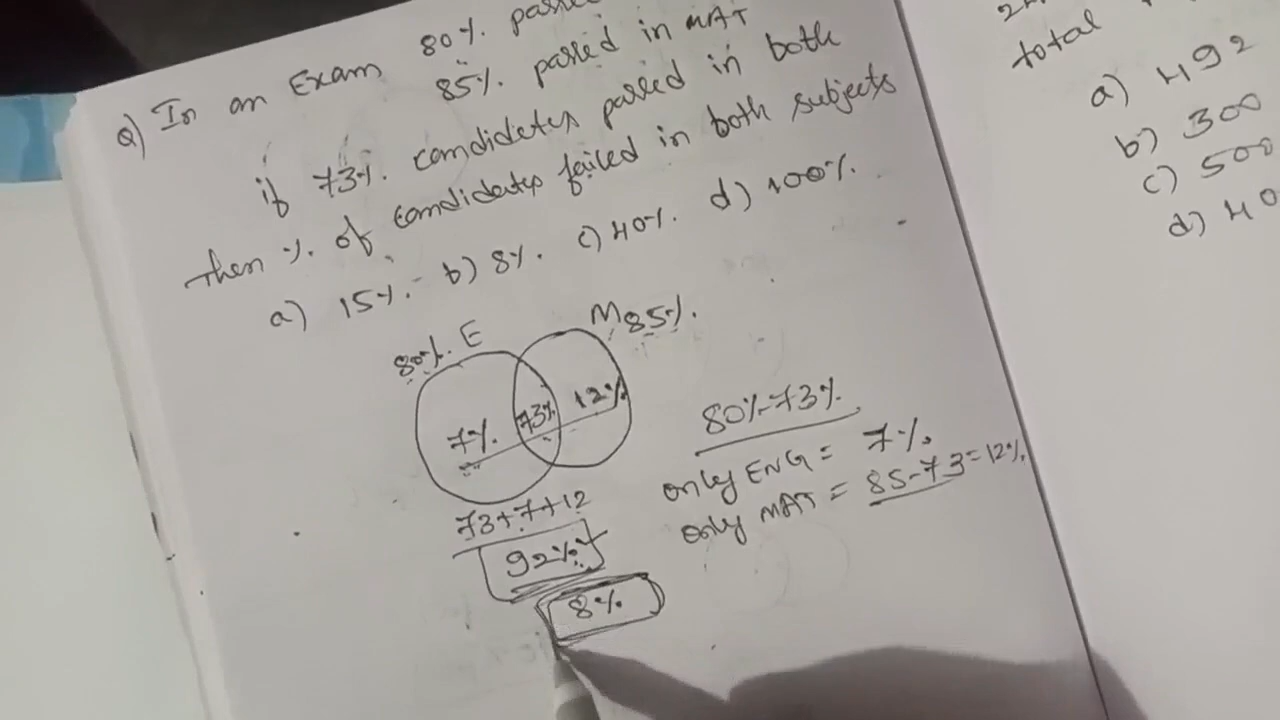 Q) In an Exam 80%. passed
85%. passed in MAT
if 73%. candidates passed in both
then %. of candidates failed in both subjects
a) 15%. b) 8%. c) 40%. d) 100%.
80%. E M 85%.
7%. 73% 12%
80%-73%.
only ENG = 7%.
only MAT = 85-73=12%.
73+7+12
92%
8%
total
a) 492
b) 300
c) 500
d) 40